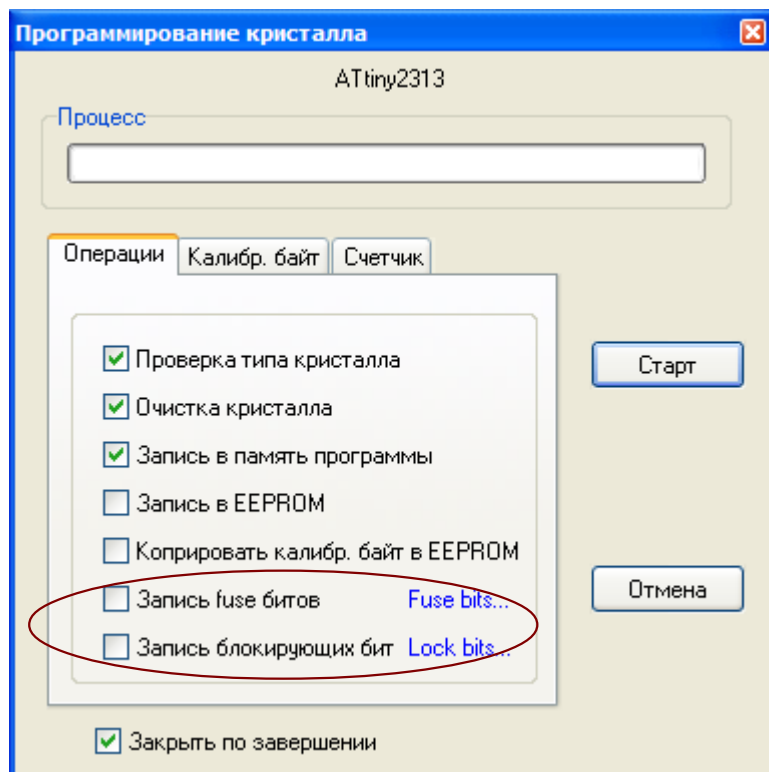 Программирование кристалла
ATtiny2313
Процесс
Операции Калибр. байт Счетчик
Проверка типа кристалла
Старт
Очистка кристалла
Запись в память программы
Запись в EEPROM
Коприровать калибр. байт в EEPROM
Запись fuse битов Fuse bits...
Отмена
Запись блокирующих бит Lock bits...
Закрыть по завершении